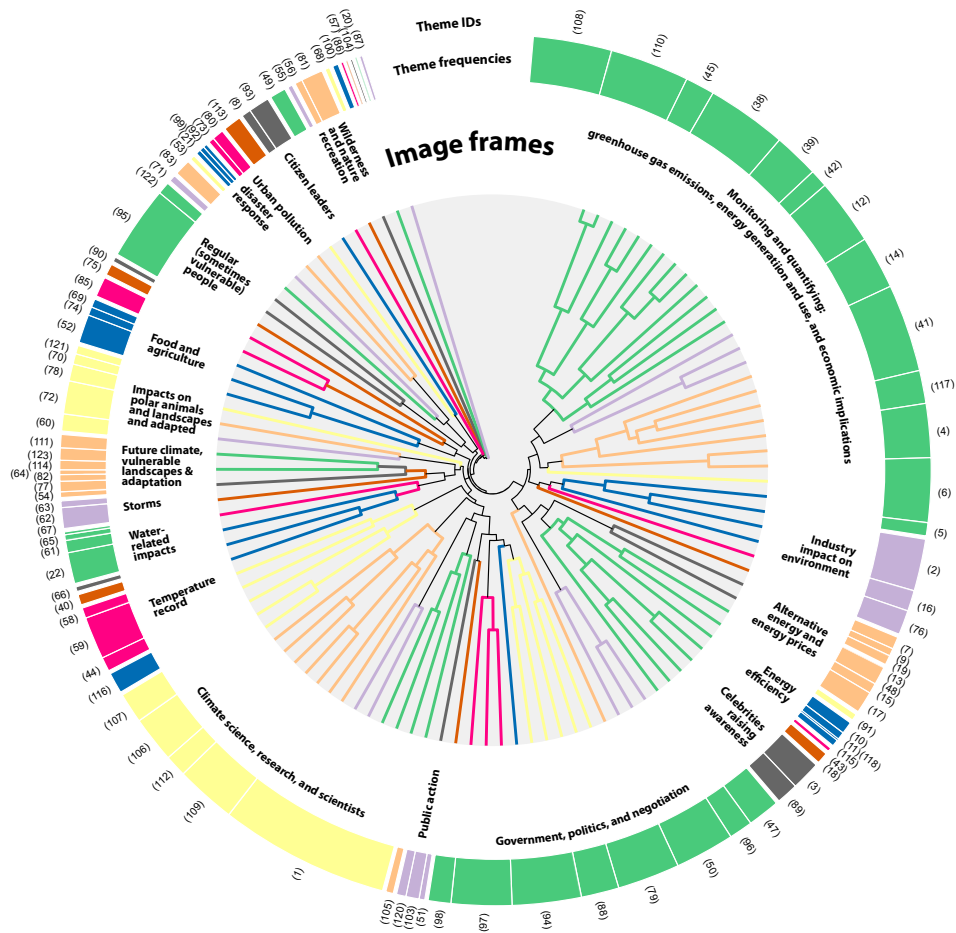 Theme IDs
Theme frequencies
Image frames
(108)
(110)
(45)
(38)
(39)
(42)
(12)
(14)
(41)
(117)
(4)
(6)
(5)
Monitoring and quantifying:
greenhouse gas emissions, energy generation and use, and economic implications
(2)
(16)
(76)
Industry
impact on
environment
(7)
(9)
(19)
(13)
(48)
(15)
Alternative
energy and
energy prices
(17)
(91)
(10)
(11)
(118)
(115)
Energy
efficiency
(43)
(18)
(3)
(89)
Celebrities
raising
awareness
(47)
(96)
(50)
(79)
(88)
(94)
(97)
(98)
Government, politics, and negotiation
(51)
(103)
(120)
(105)
Public action
(1)
(109)
(112)
(106)
(107)
Climate science, research, and scientists
(116)
(44)
(59)
(58)
(40)
(66)
Temperature
record
(22)
(61)
(65)
(67)
Water-
related
impacts
(62)
(63)
Storms
(54)
(77)
(82)
(64)
(114)
(123)
(111)
Future climate,
vulnerable
landscapes &
adaptation
(60)
(72)
(78)
(70)
(121)
Impacts on
polar animals
and landscapes
and adapted
(52)
(74)
(69)
(85)
(75)
(90)
Food and
agriculture
(95)
(122)
Regular
(sometimes
vulnerable)
people
(71)
(83)
(53)
(21)
(92)
(99)
(73)
(80)
(113)
Urban pollution
disaster
response
(8)
(93)
Citizen leaders
(49)
(55)
(56)
(81)
(68)
(100)
Wilderness
and nature
recreation
(57)
(86)
(20)
(104)
(87)